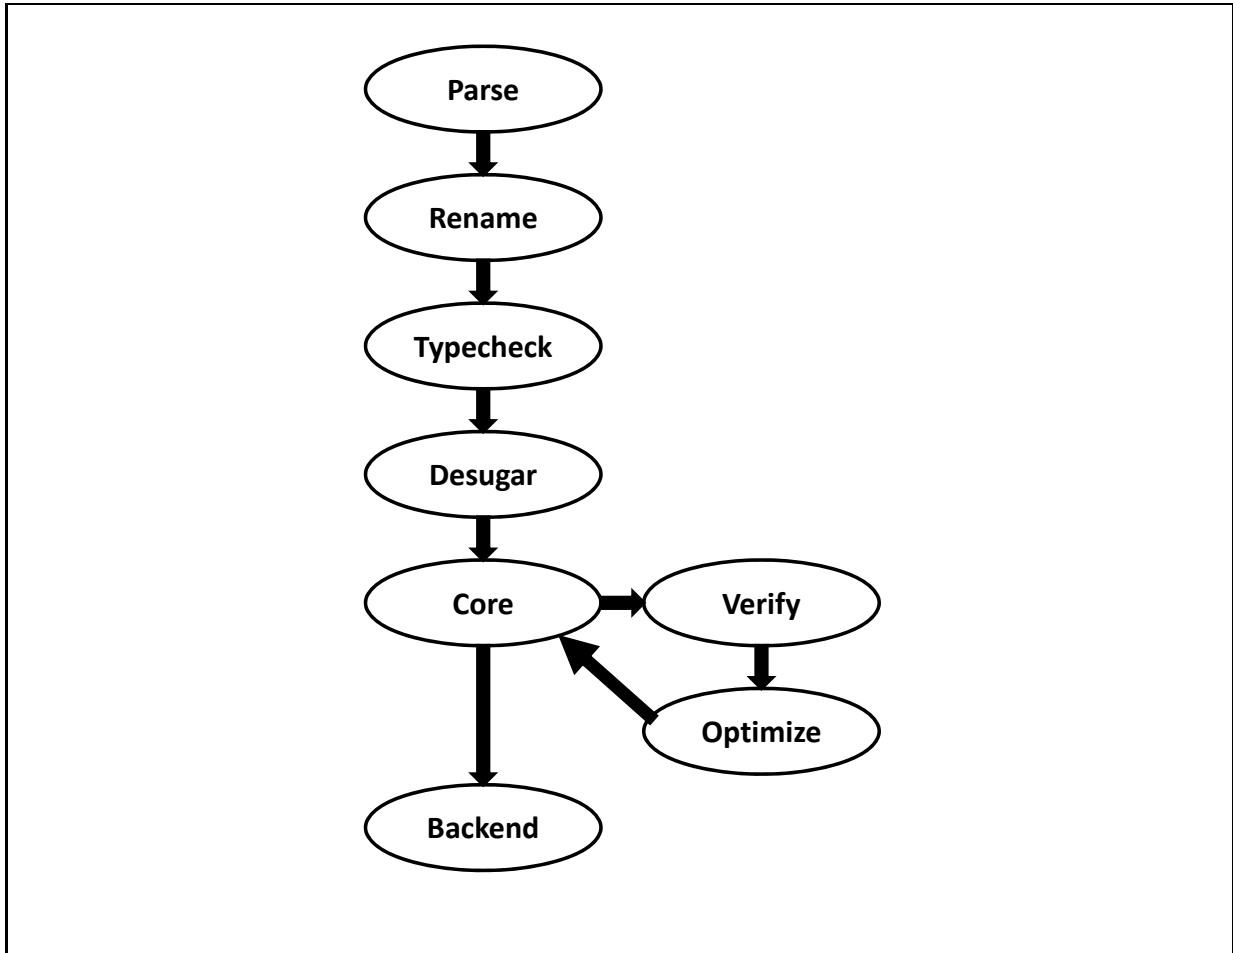 Parse
Rename
Typecheck
Desugar
Core
Verify
Optimize
Backend